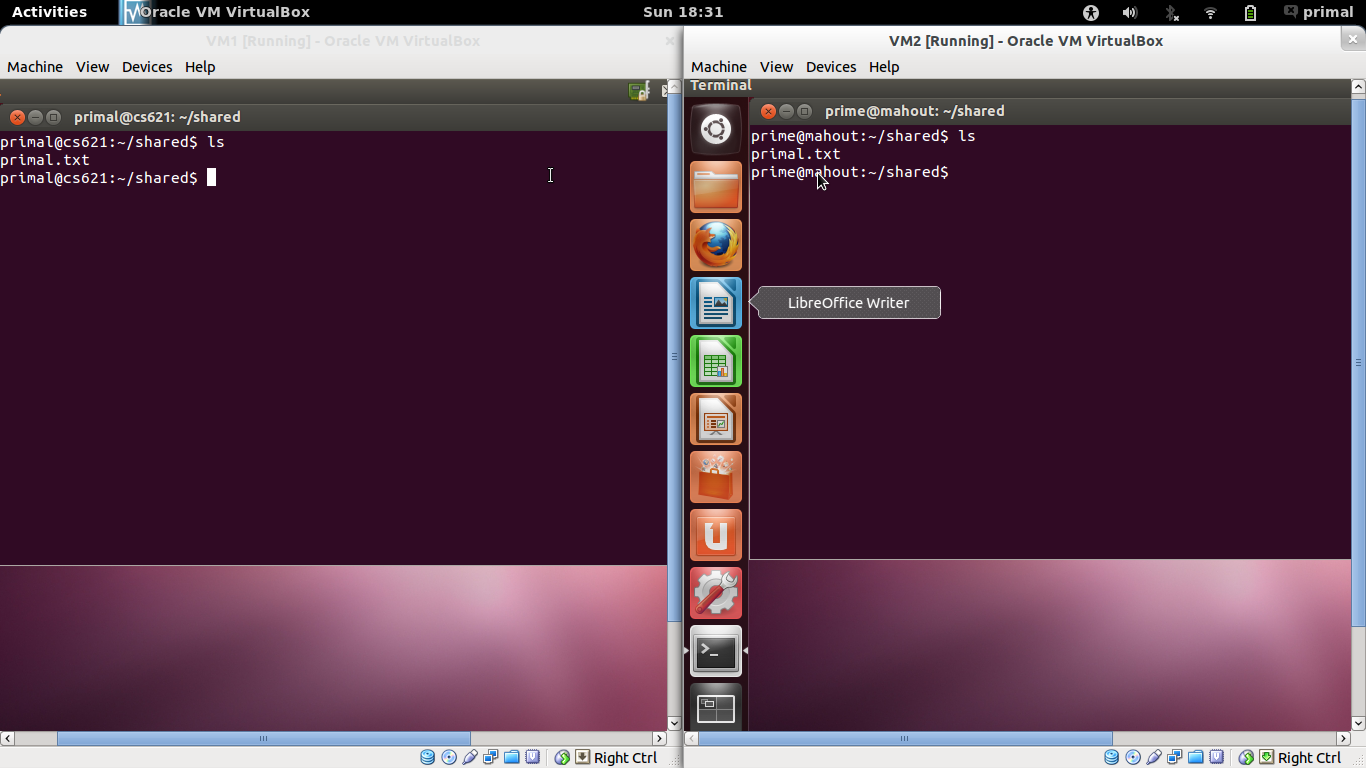 Activities Oracle VM VirtualBox Sun 18:31 primal
VM1 [Running] - Oracle VM VirtualBox
Machine View Devices Help
primal@cs621: ~/shared
primal@cs621:~/shared$ ls
primal.txt
primal@cs621:~/shared$
Right Ctrl
VM2 [Running] - Oracle VM VirtualBox
Machine View Devices Help
Terminal
prime@mahout: ~/shared
prime@mahout:~/shared$ ls
primal.txt
prime@mahout:~/shared$
LibreOffice Writer
Right Ctrl